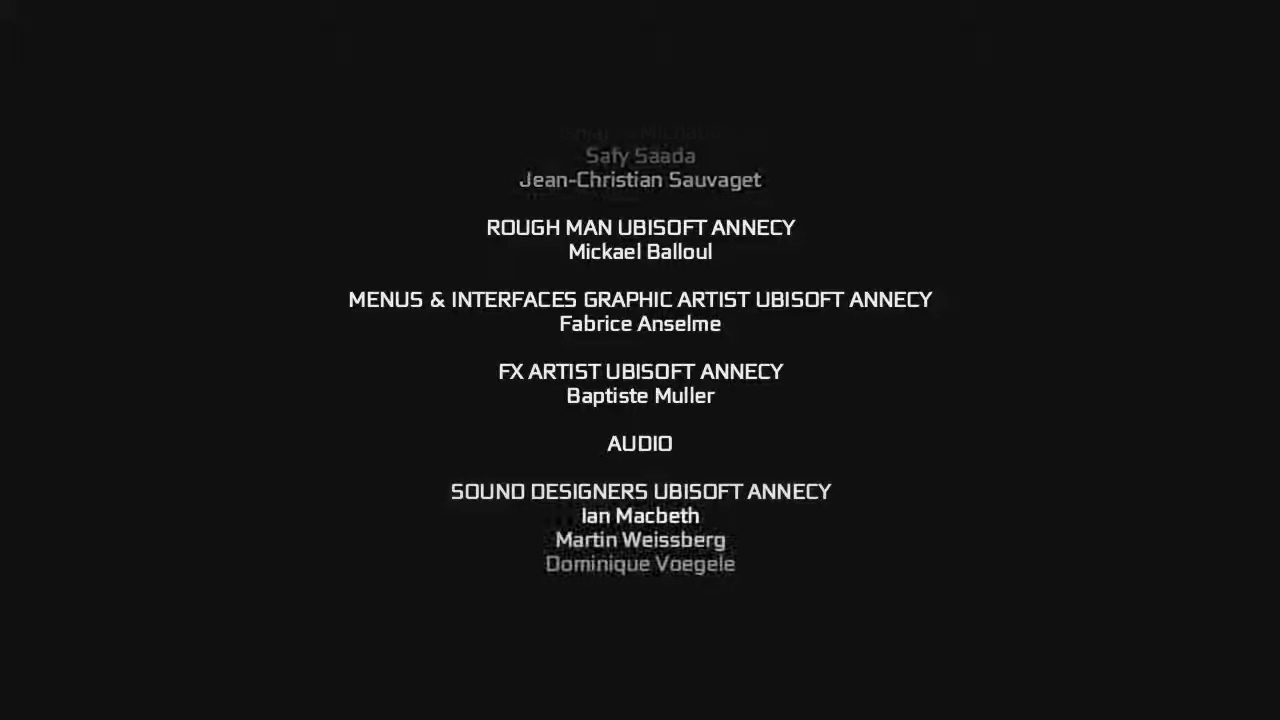 Safy Saada
Jean-Christian Sauvaget
ROUGH MAN UBISOFT ANNECY
Mickael Balloul
MENUS & INTERFACES GRAPHIC ARTIST UBISOFT ANNECY
Fabrice Anselme
FX ARTIST UBISOFT ANNECY
Baptiste Muller
AUDIO
SOUND DESIGNERS UBISOFT ANNECY
Ian Macbeth
Martin Weissberg
Dominique Voegele